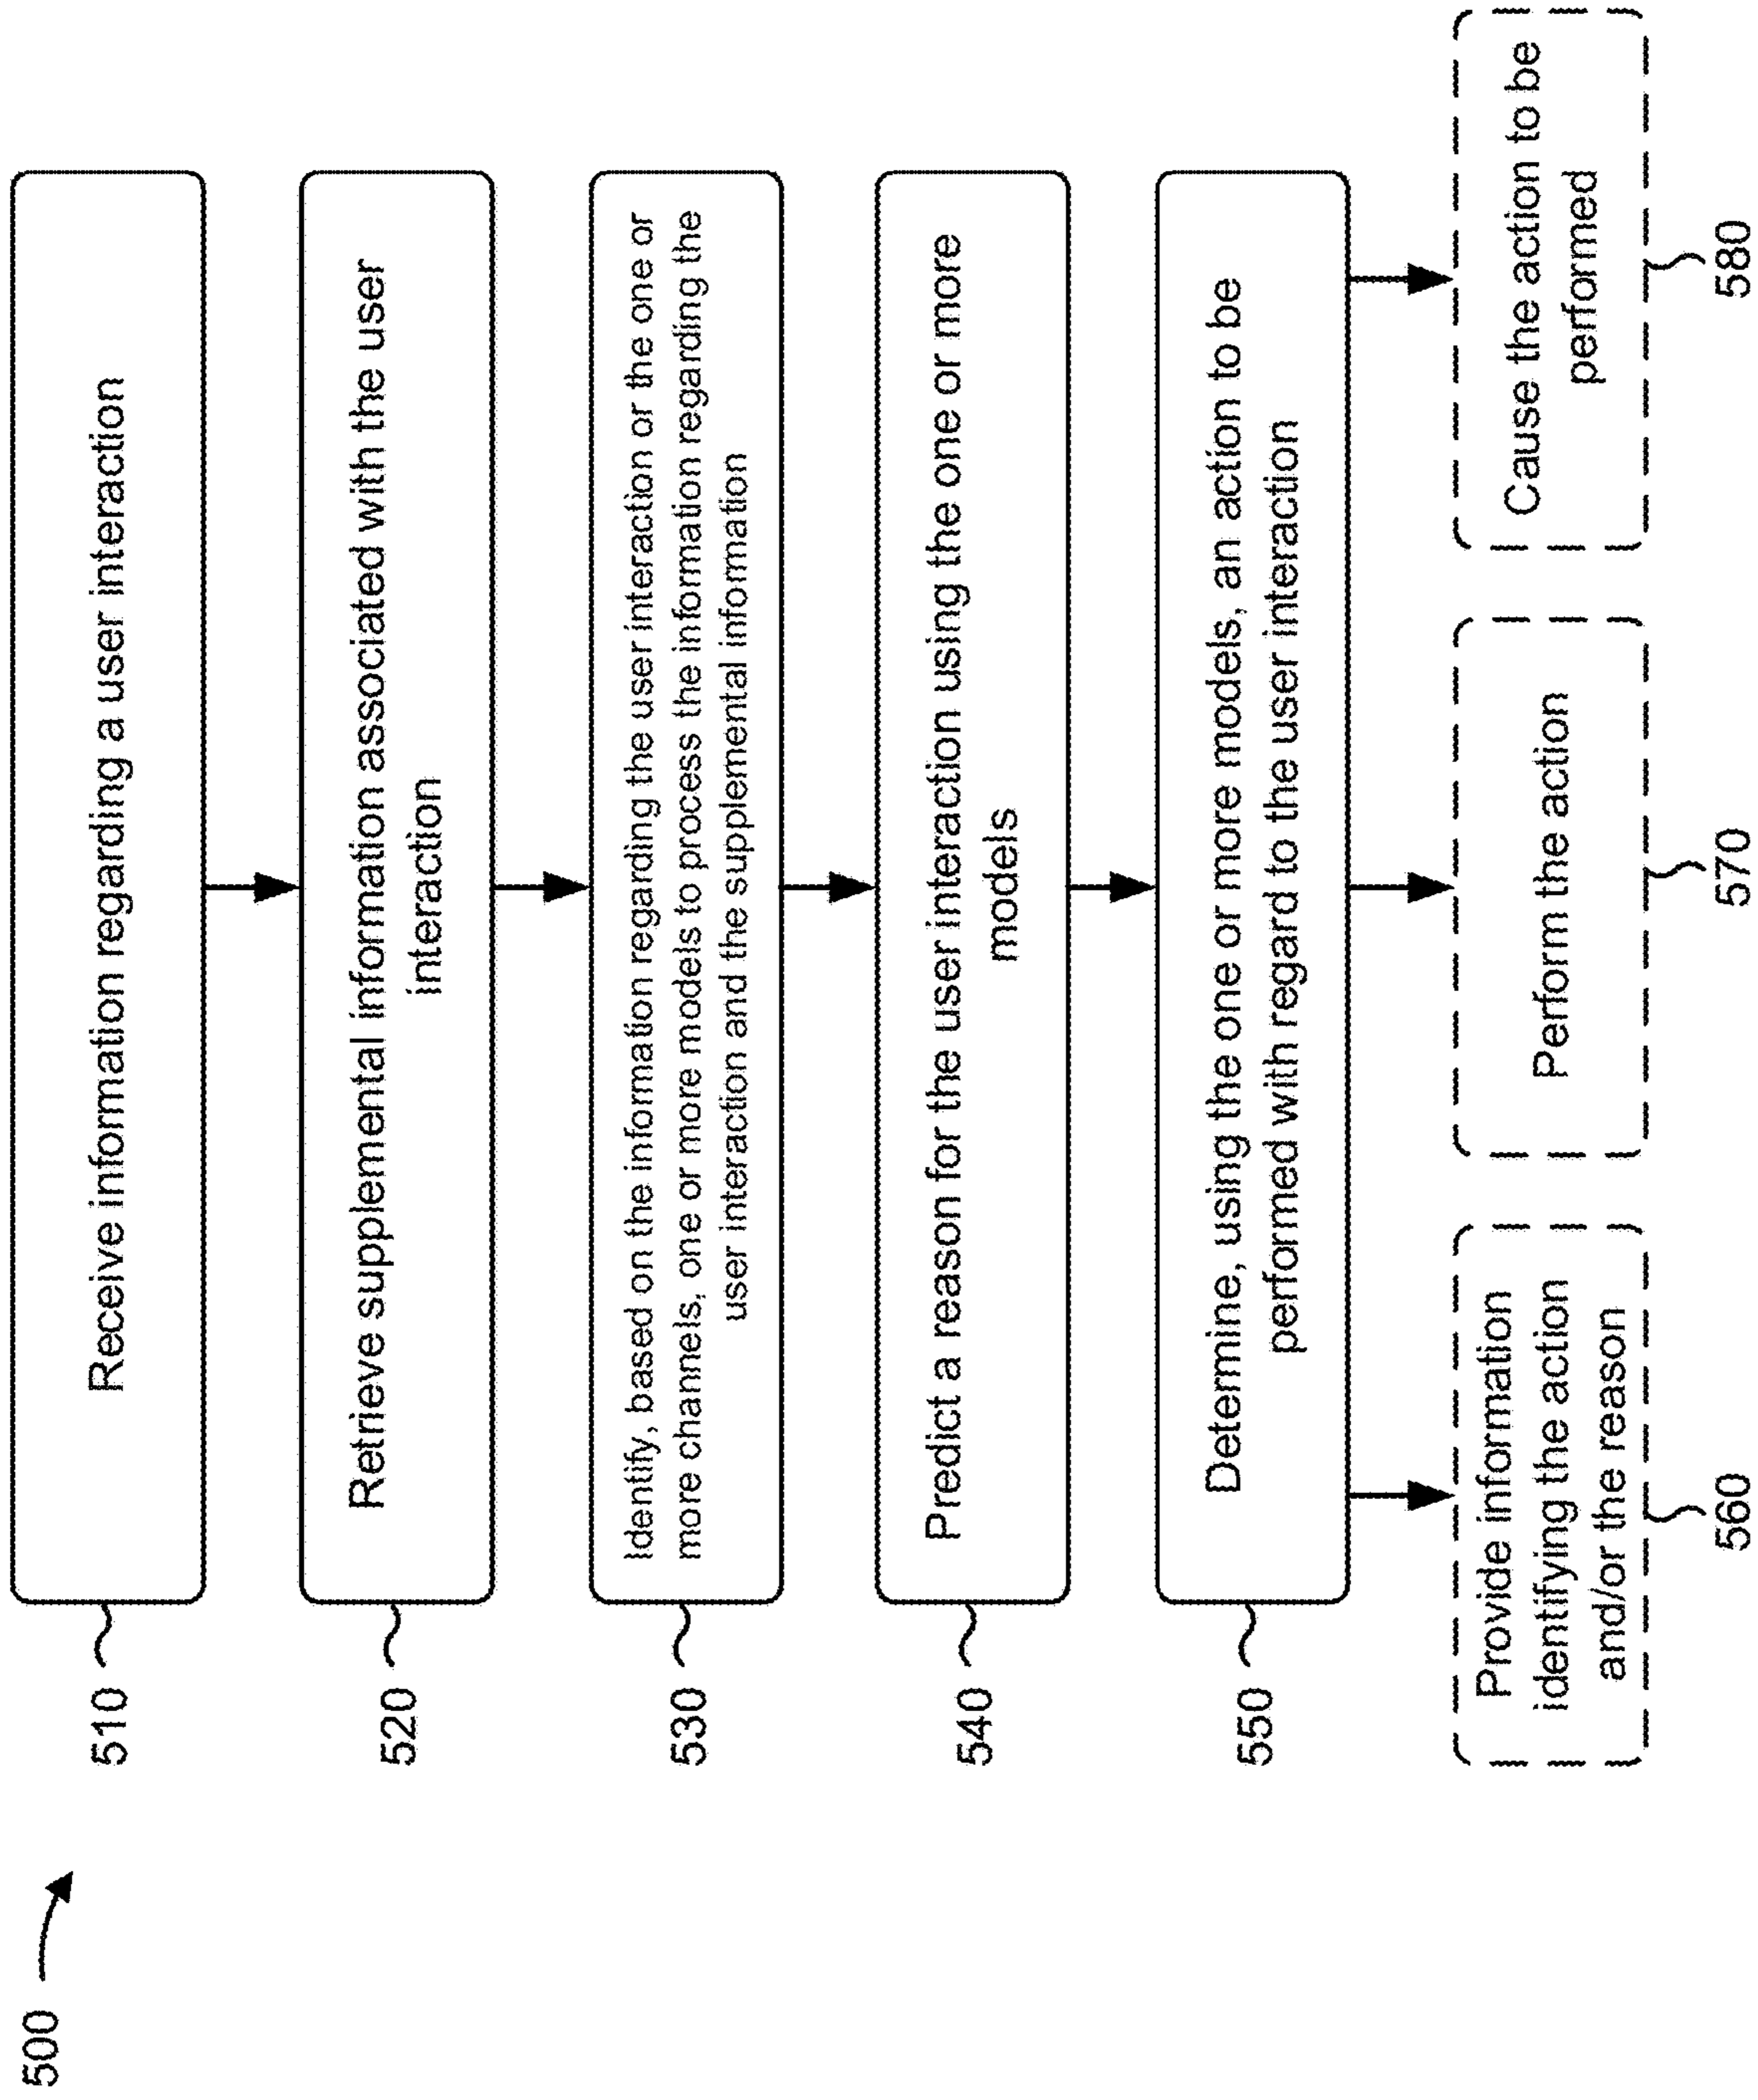 500
510
Receive information regarding a user interaction
520
Retrieve supplemental information associated with the user
interaction
530
Identify, based on the information regarding the user interaction or the one or
more channels, one or more models to process the information regarding the
user interaction and the supplemental information
540
Predict a reason for the user interaction using the one or more
models
550
Determine, using the one or more models, an action to be
performed with regard to the user interaction
Provide information
identifying the action
and/or the reason
560
Perform the action
570
Cause the action to be
performed
580